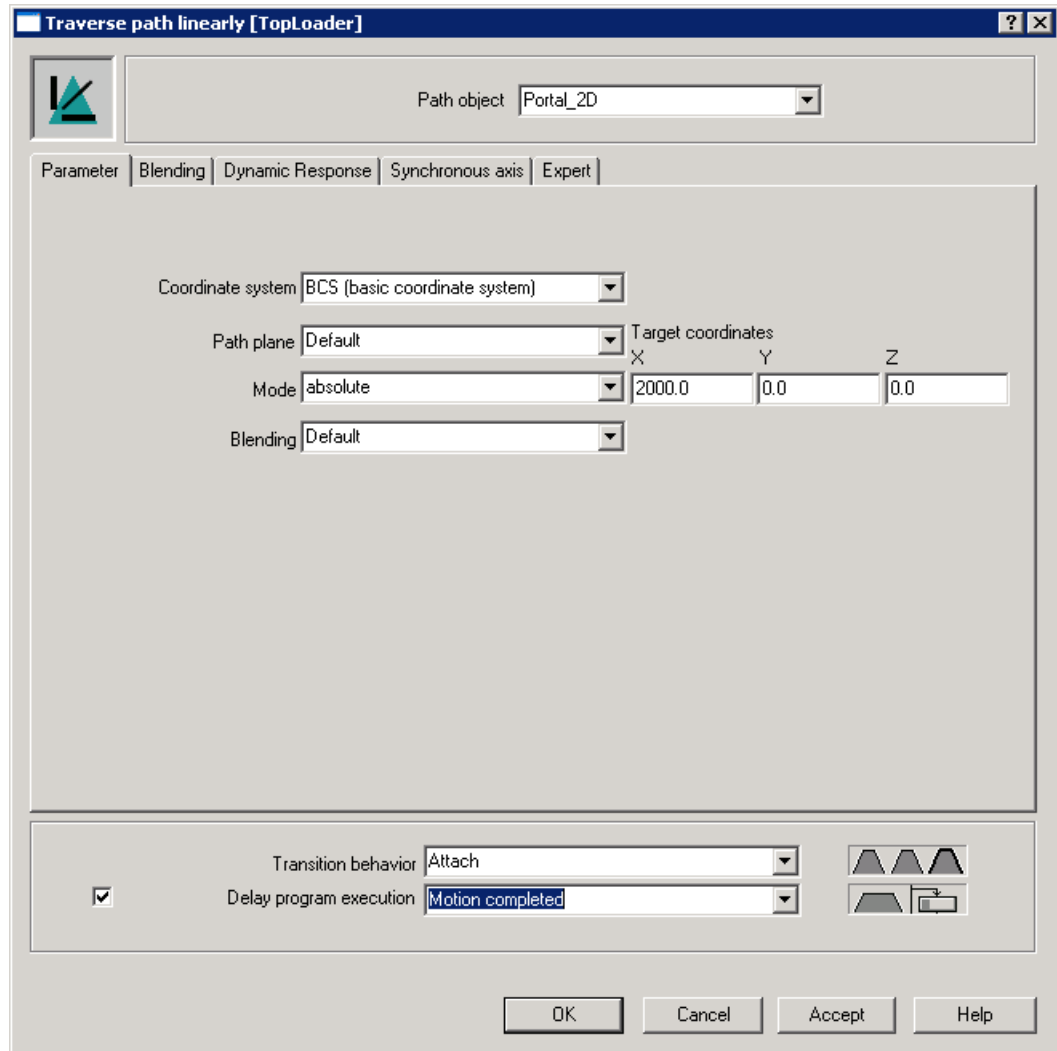 Traverse path linearly [TopLoader]
Path object Portal_2D
Parameter Blending Dynamic Response Synchronous axis Expert
Coordinate system BCS (basic coordinate system)
Path plane Default Target coordinates
X Y Z
Mode absolute 2000.0 0.0 0.0
Blending Default
Transition behavior Attach
Delay program execution Motion completed
OK Cancel Accept Help